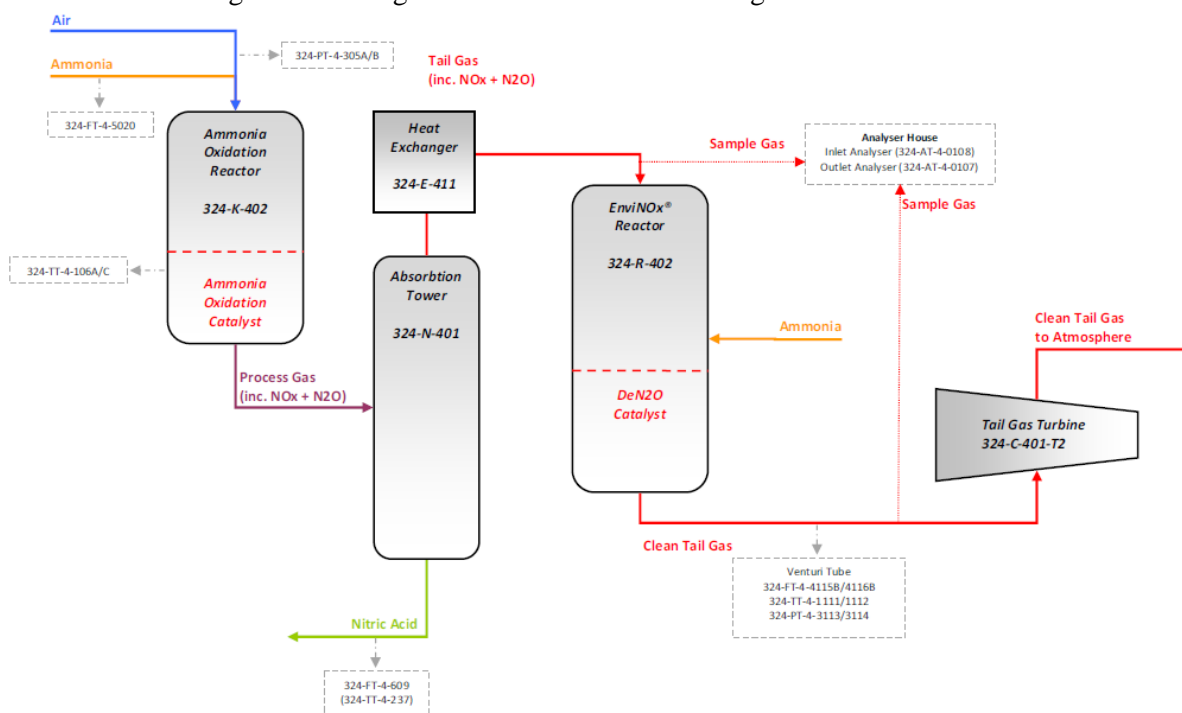 Air
324-PT-4-305A/B
Ammonia
324-FT-4-5020
Ammonia
Oxidation
Reactor
324-K-402
324-TT-4-106A/C
Ammonia
Oxidation
Catalyst
Process Gas
(inc. NOx + N2O)
Tail Gas
(inc. NOx + N2O)
Heat
Exchanger
324-E-411
Absorbtion
Tower
324-N-401
Nitric Acid
324-FT-4-609
(324-TT-4-237)
Sample Gas
Analyser House
Inlet Analyser (324-AT-4-0108)
Outlet Analyser (324-AT-4-0107)
Sample Gas
EnviNOx®
Reactor
324-R-402
Ammonia
DeN2O
Catalyst
Clean Tail Gas
Venturi Tube
324-FT-4-4115B/4116B
324-TT-4-1111/1112
324-PT-4-3113/3114
Clean Tail Gas
to Atmosphere
Tail Gas Turbine
324-C-401-T2